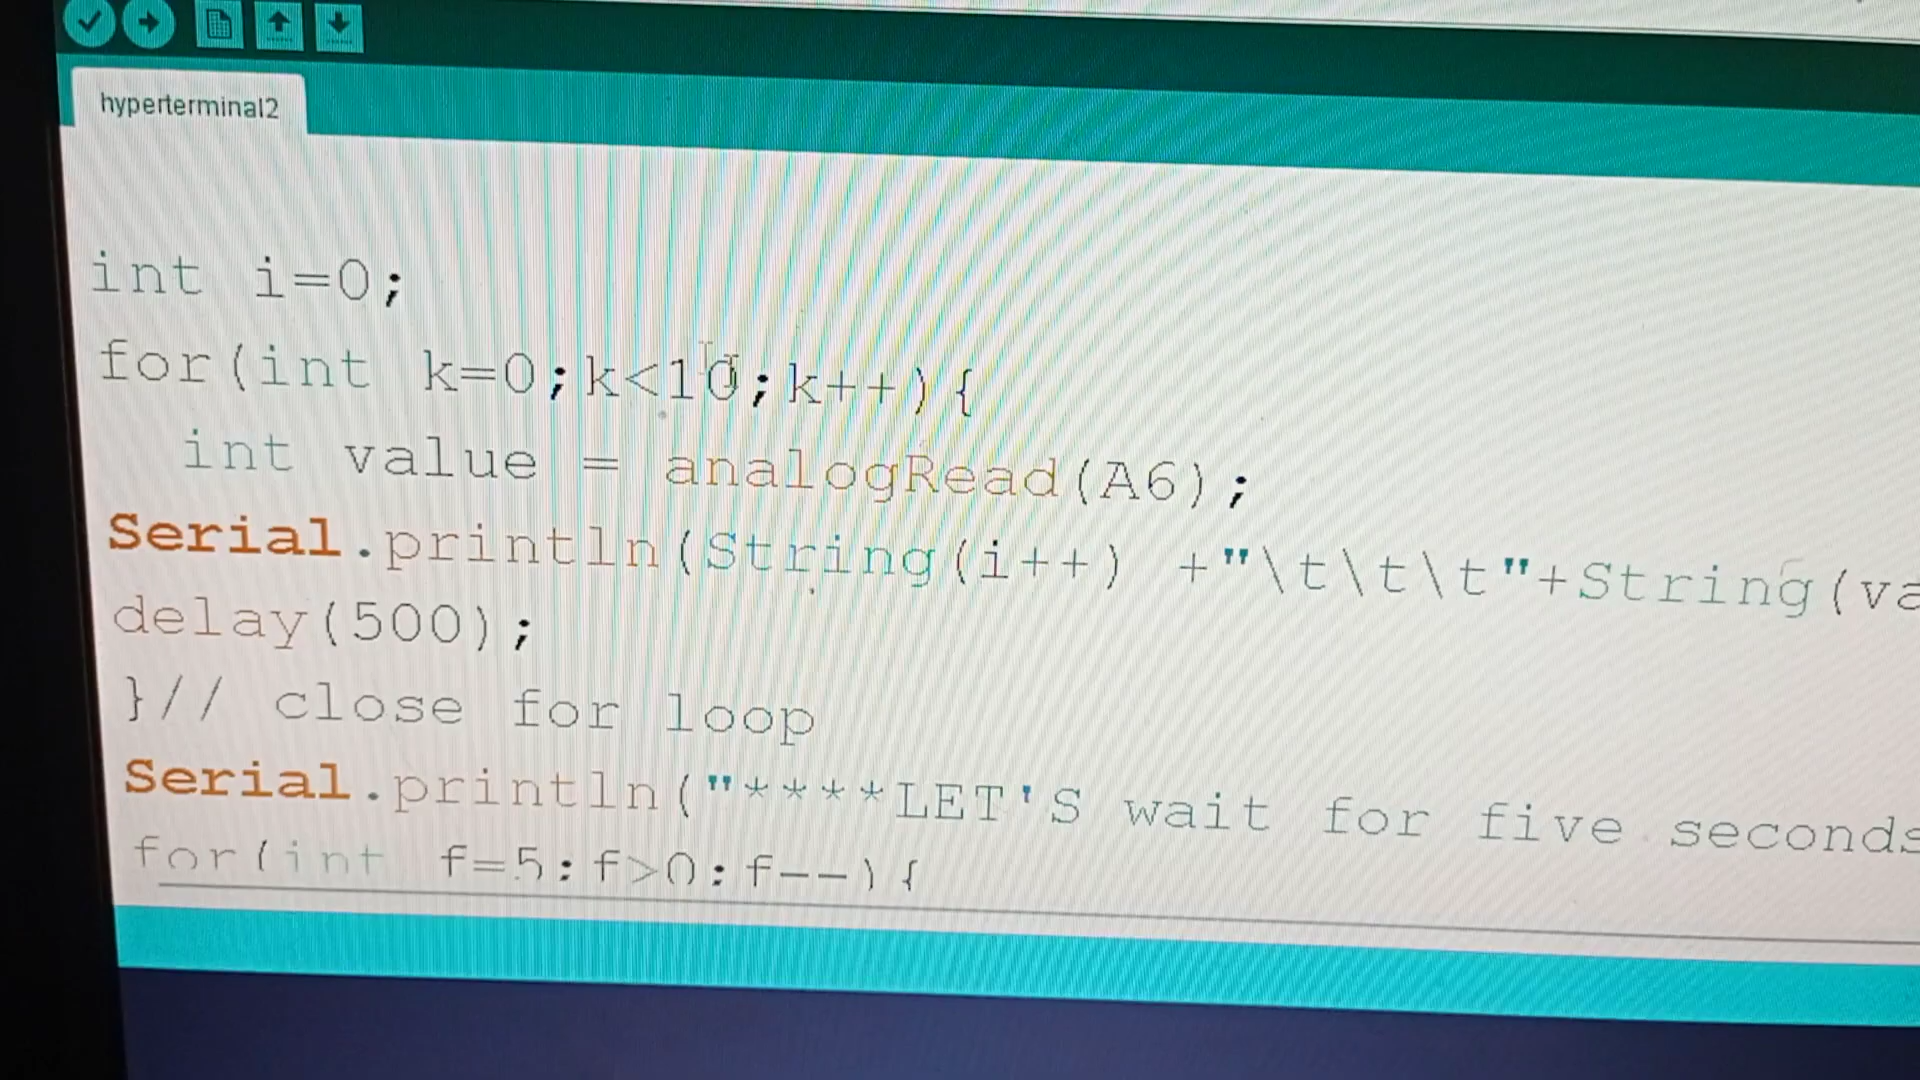 hyperterminal2
int i=0;
for(int k=0;k<10;k++){
int value = analogRead(A6);
Serial.println(String(i++) +"\t\t\t"+String(va
delay(500);
}// close for loop
Serial.println("****LET'S wait for five seconds
for(int f=5;f>0;f--){